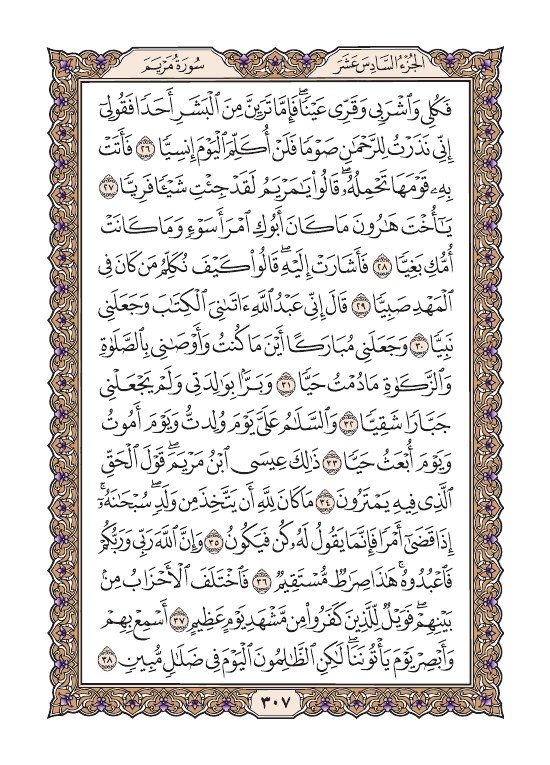 الجُزْءُ السَّادِسَ عَشَرَ
سُورَةُ مَرْيَمَ
فَكُلِى وَٱشْرَبِى وَقَرِّى عَيْنًاۖ فَإِمَّا تَرَيِنَّ مِنَ ٱلْبَشَرِ أَحَدًا فَقُولِىٓ
إِنِّى نَذَرْتُ لِلرَّحْمَٰنِ صَوْمًا فَلَنْ أُكَلِّمَ ٱلْيَوْمَ إِنسِيًّا ٢٦ فَأَتَتْ
بِهِۦ قَوْمَهَا تَحْمِلُهُۥۖ قَالُوا۟ يَٰمَرْيَمُ لَقَدْ جِئْتِ شَيْـًٔا فَرِيًّا ٢٧
يَٰٓأُخْتَ هَٰرُونَ مَا كَانَ أَبُوكِ ٱمْرَأَ سَوْءٍ وَمَا كَانَتْ
أُمُّكِ بَغِيًّا ٢٨ فَأَشَارَتْ إِلَيْهِۖ قَالُوا۟ كَيْفَ نُكَلِّمُ مَن كَانَ فِى
ٱلْمَهْدِ صَبِيًّا ٢٩ قَالَ إِنِّى عَبْدُ ٱللَّهِ ءَاتَىٰنِىَ ٱلْكِتَٰبَ وَجَعَلَنِى
نَبِيًّا ٣٠ وَجَعَلَنِى مُبَارَكًا أَيْنَ مَا كُنتُ وَأَوْصَٰنِى بِٱلصَّلَوٰةِ
وَٱلزَّكَوٰةِ مَا دُمْتُ حَيًّا ٣١ وَبَرًّۢا بِوَٰلِدَتِى وَلَمْ يَجْعَلْنِى
جَبَّارًا شَقِيًّا ٣٢ وَٱلسَّلَٰمُ عَلَىَّ يَوْمَ وُلِدتُّ وَيَوْمَ أَمُوتُ
وَيَوْمَ أُبْعَثُ حَيًّا ٣٣ ذَٰلِكَ عِيسَى ٱبْنُ مَرْيَمَۖ قَوْلَ ٱلْحَقِّ
ٱلَّذِى فِيهِ يَمْتَرُونَ ٣٤ مَا كَانَ لِلَّهِ أَن يَتَّخِذَ مِن وَلَدٍۖ سُبْحَٰنَهُۥٓۚ
إِذَا قَضَىٰٓ أَمْرًا فَإِنَّمَا يَقُولُ لَهُۥ كُن فَيَكُونُ ٣٥ وَإِنَّ ٱللَّهَ رَبِّى وَرَبُّكُمْ
فَٱعْبُدُوهُۚ هَٰذَا صِرَٰطٌ مُّسْتَقِيمٌ ٣٦ فَٱخْتَلَفَ ٱلْأَحْزَابُ مِنۢ
بَيْنِهِمْۖ فَوَيْلٌ لِّلَّذِينَ كَفَرُوا۟ مِن مَّشْهَدِ يَوْمٍ عَظِيمٍ ٣٧ أَسْمِعْ بِهِمْ
وَأَبْصِرْ يَوْمَ يَأْتُونَنَاۖ لَٰكِنِ ٱلظَّٰلِمُونَ ٱلْيَوْمَ فِى ضَلَٰلٍ مُّبِينٍ ٣٨
٣٠٧